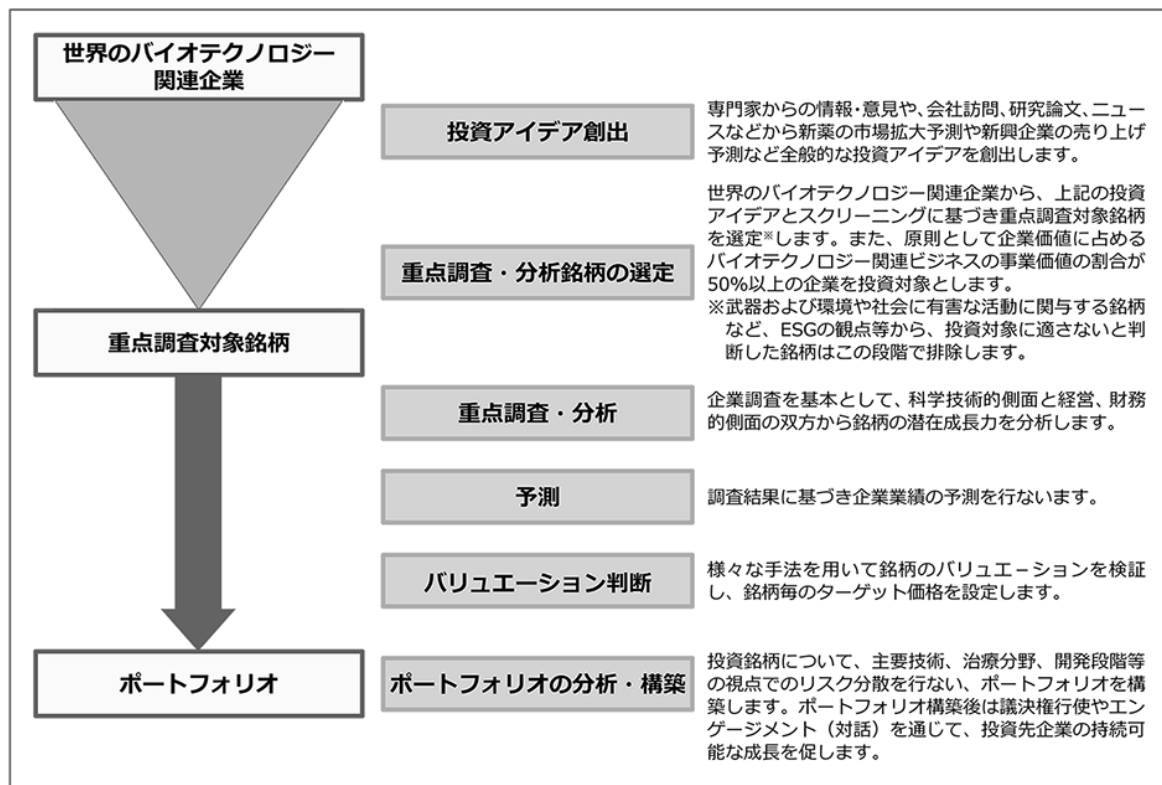 世界のバイオテクノロジー
関連企業
投資アイデア創出
専門家からの情報・意見や、会社訪問、研究論文、ニュー
スなどから新薬の市場拡大予測や新興企業の売り上げ
予測など全般的な投資アイデアを創出します。
重点調査・分析銘柄の選定
世界のバイオテクノロジー関連企業から、上記の投資
アイデアとスクリーニングに基づき重点調査対象銘柄
を選定※します。また、原則として企業価値に占める
バイオテクノロジー関連ビジネスの事業価値の割合が
50%以上の企業を投資対象とします。
※武器および環境や社会に有害な活動に関与する銘柄
など、ESGの観点等から、投資対象に適さないと判
断した銘柄はこの段階で排除します。
重点調査対象銘柄
重点調査・分析
企業調査を基本として、科学技術的側面と経営、財務
的側面の双方から銘柄の潜在成長力を分析します。
予測
調査結果に基づき企業業績の予測を行ないます。
バリュエーション判断
様々な手法を用いて銘柄のバリュエーションを検証
し、銘柄毎のターゲット価格を設定します。
ポートフォリオ
ポートフォリオの分析・構築
投資銘柄について、主要技術、治療分野、開発段階等
の視点でのリスク分散を行ない、ポートフォリオを構
築します。ポートフォリオ構築後は議決権行使やエン
ゲージメント（対話）を通じて、投資先企業の持続可
能な成長を促します。